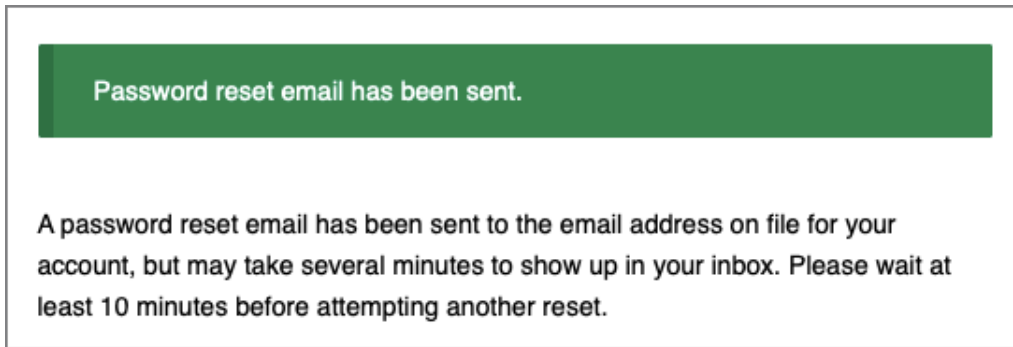 Password reset email has been sent.
A password reset email has been sent to the email address on file for your
account, but may take several minutes to show up in your inbox. Please wait at
least 10 minutes before attempting another reset.